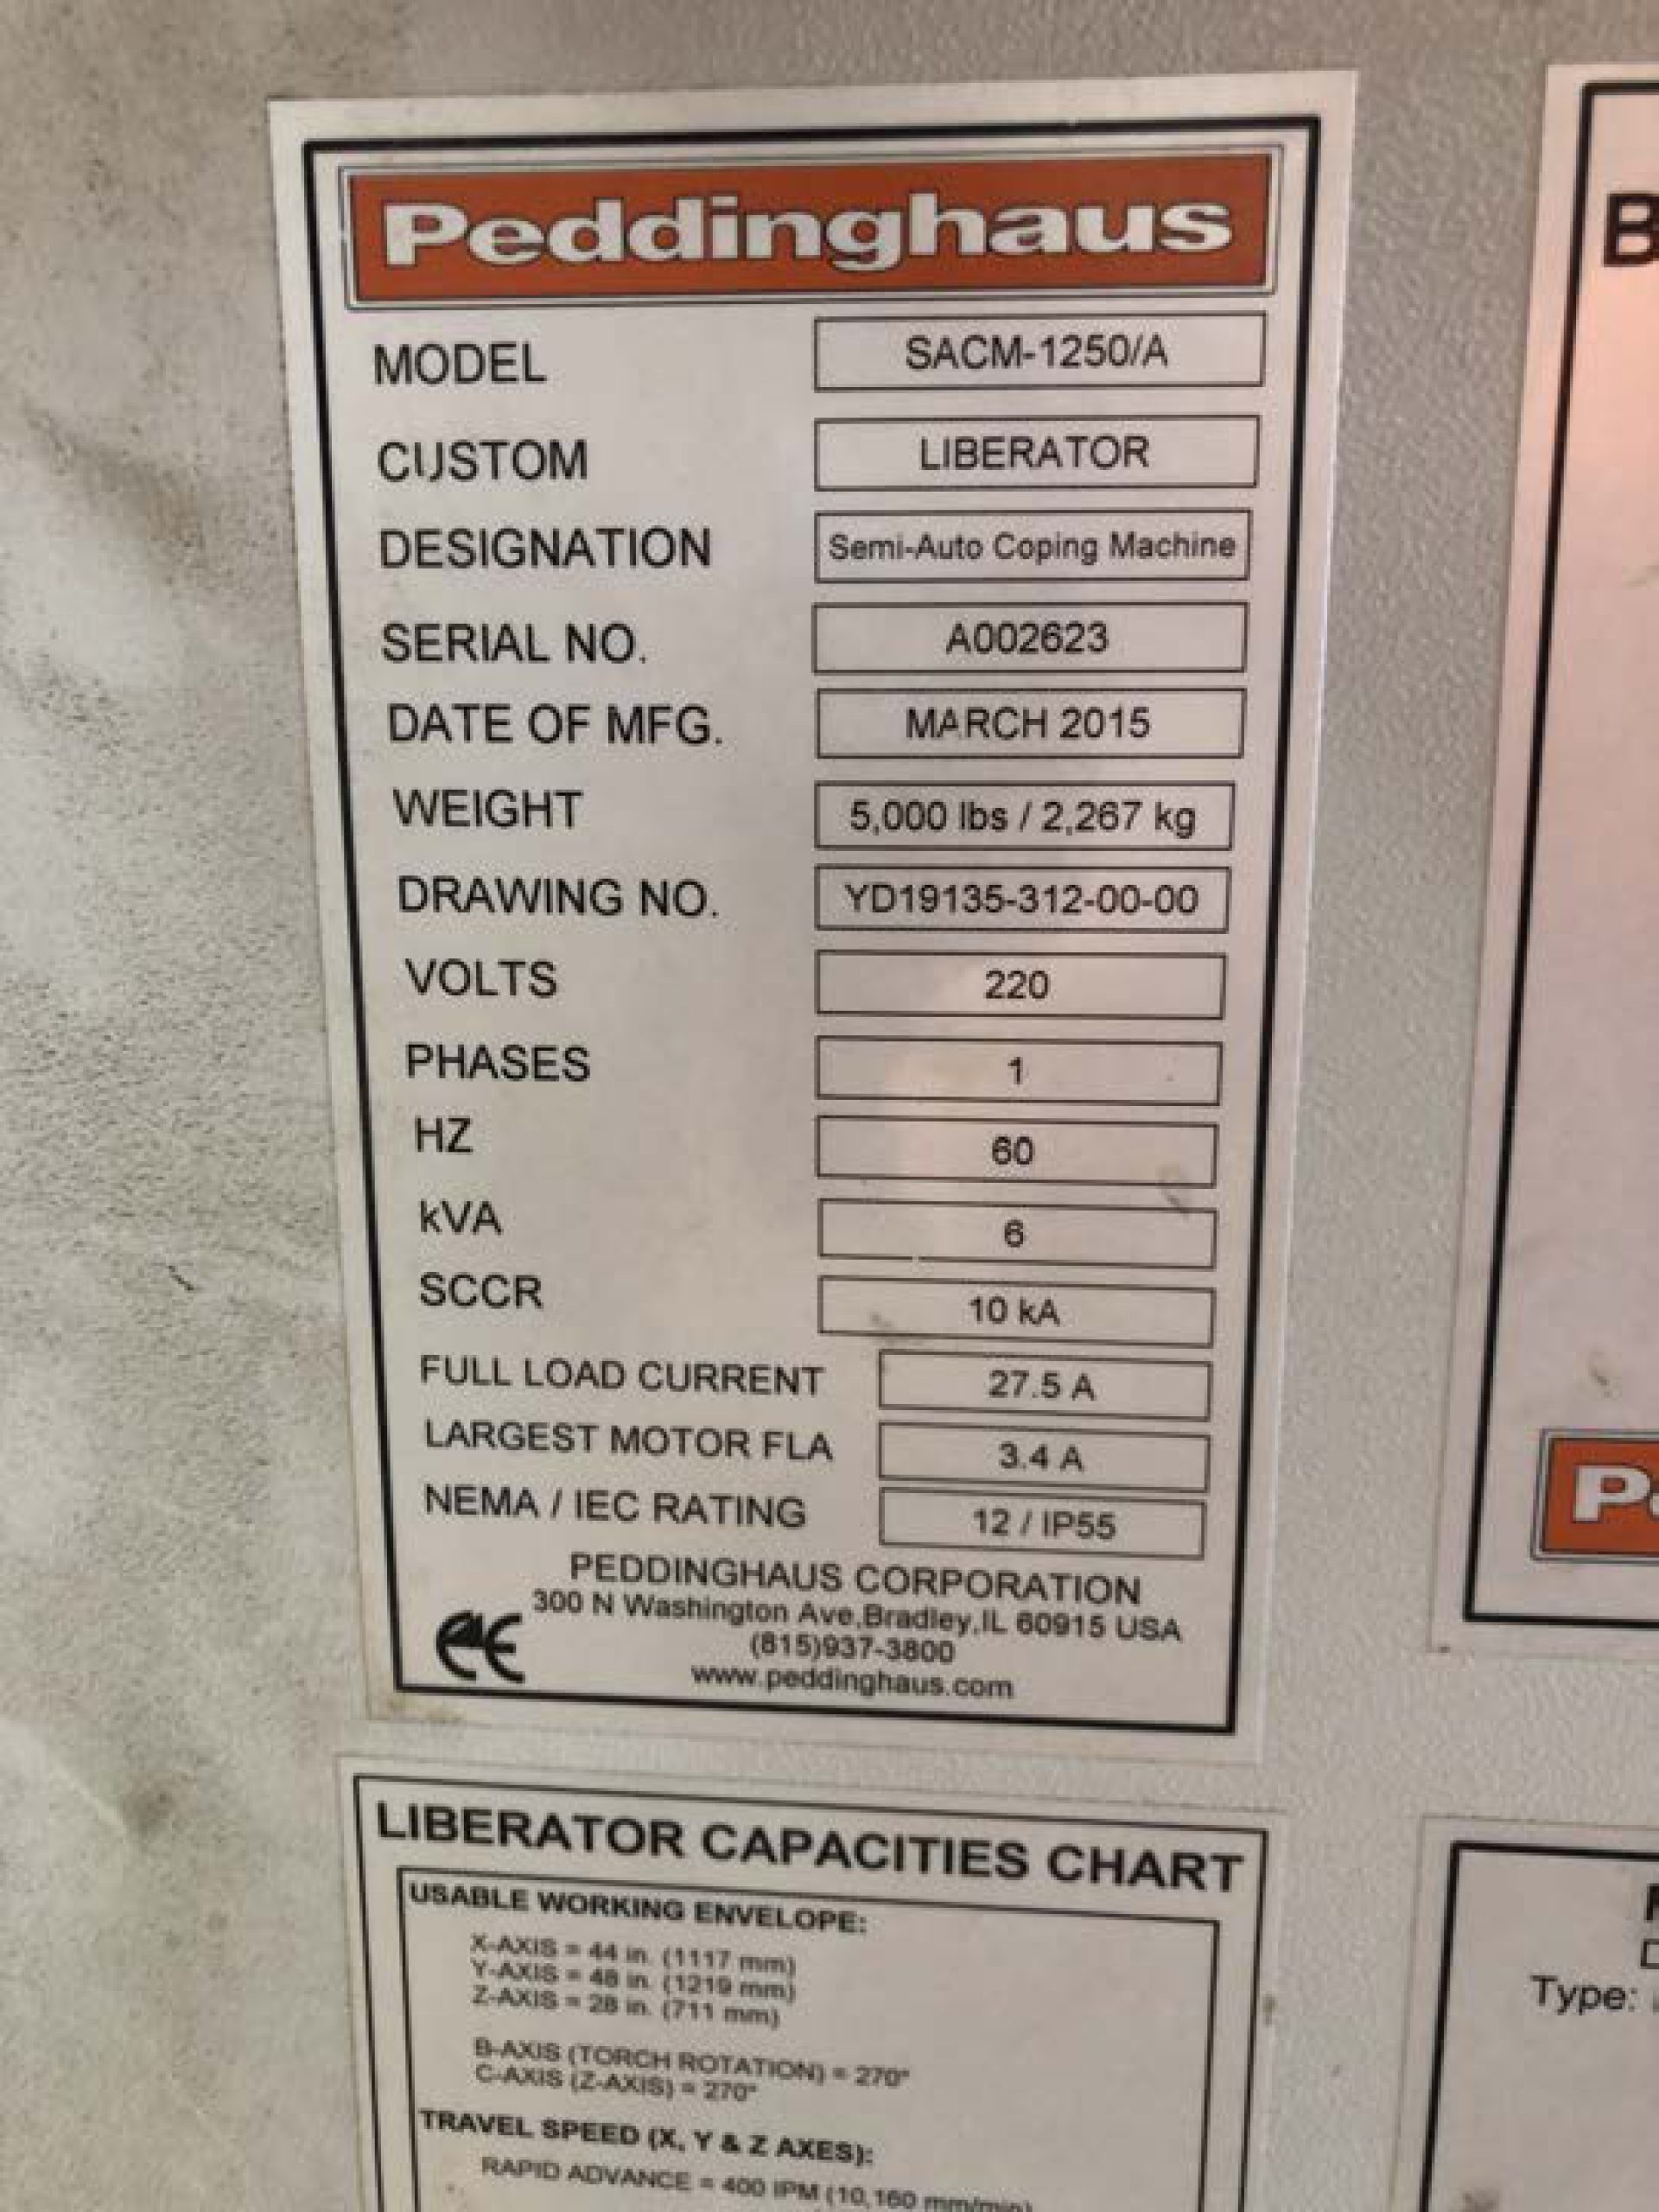 Peddinghaus
MODEL SACM-1250/A
CUSTOM LIBERATOR
DESIGNATION Semi-Auto Coping Machine
SERIAL NO. A002623
DATE OF MFG. MARCH 2015
WEIGHT 5,000 lbs / 2,267 kg
DRAWING NO. YD19135-312-00-00
VOLTS 220
PHASES 1
HZ 60
kVA 6
SCCR 10 kA
FULL LOAD CURRENT 27.5 A
LARGEST MOTOR FLA 3.4 A
NEMA / IEC RATING 12 / IP55
PEDDINGHAUS CORPORATION
300 N Washington Ave,Bradley,IL 60915 USA
(815)937-3800
www.peddinghaus.com
CE
LIBERATOR CAPACITIES CHART
USABLE WORKING ENVELOPE:
X-AXIS = 44 in. (1117 mm)
Y-AXIS = 48 in. (1219 mm)
Z-AXIS = 28 in. (711 mm)
B-AXIS (TORCH ROTATION) = 270°
C-AXIS (Z-AXIS) = 270°
TRAVEL SPEED (X, Y & Z AXES):
RAPID ADVANCE = 400 IPM (10,160 mm/min)
B
Type: